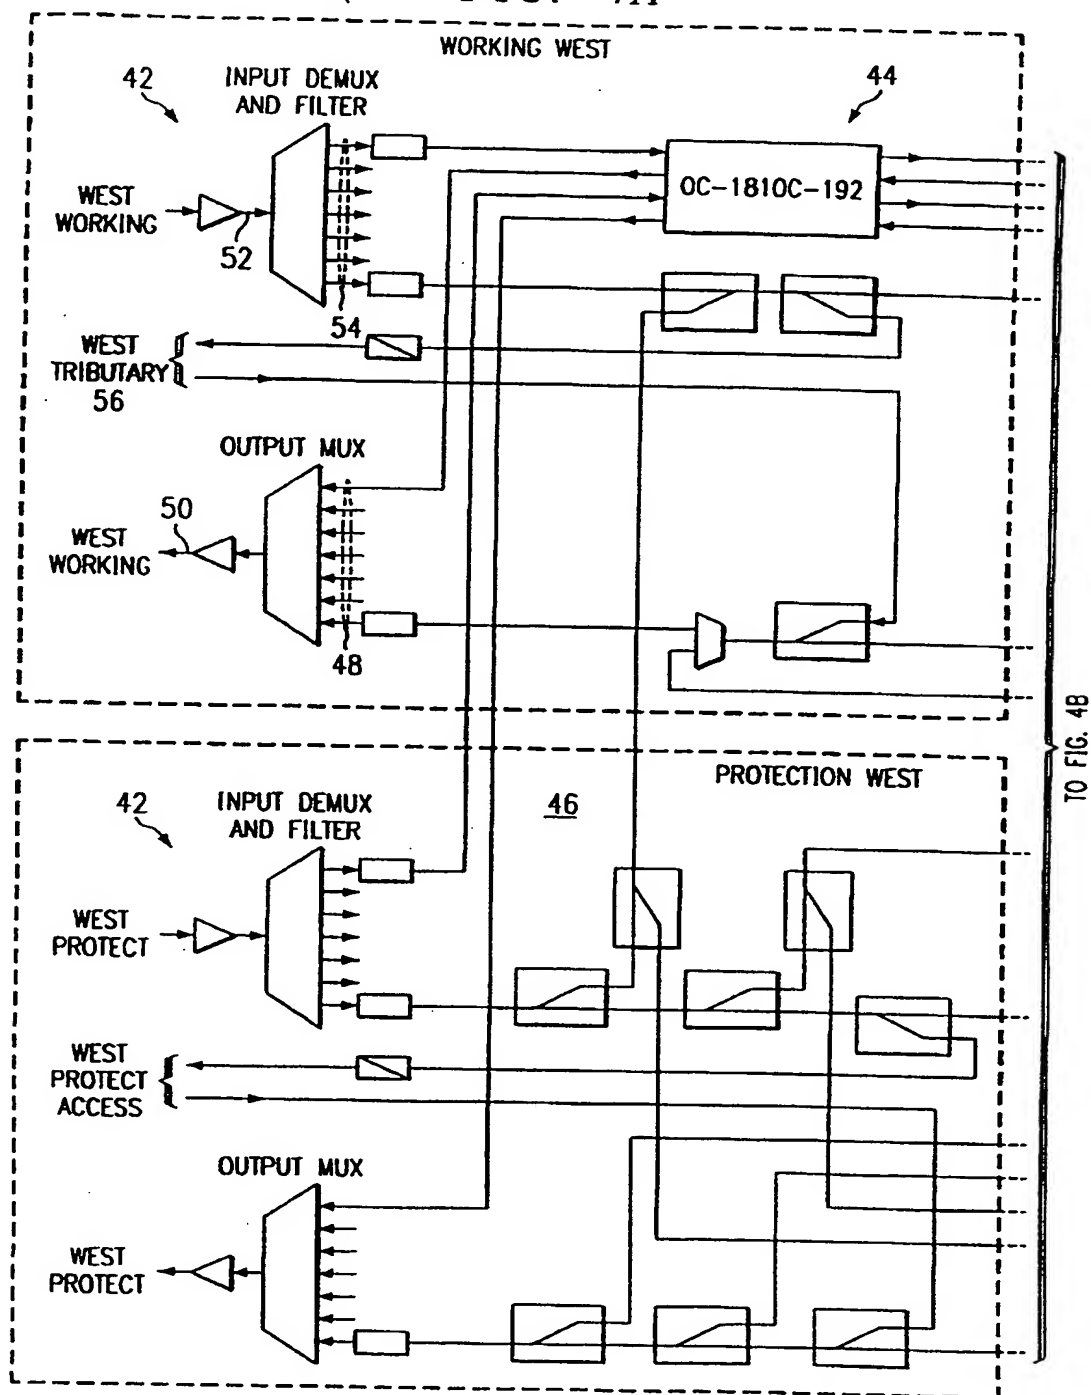 WORKING WEST
42
INPUT DEMUX
AND FILTER
44
WEST
WORKING
52
OC-1810C-192
54
WEST
TRIBUTARY
56
OUTPUT MUX
50
WEST
WORKING
48
TO FIG. 4B
PROTECTION WEST
42
INPUT DEMUX
AND FILTER
46
WEST
PROTECT
WEST
PROTECT
ACCESS
OUTPUT MUX
WEST
PROTECT